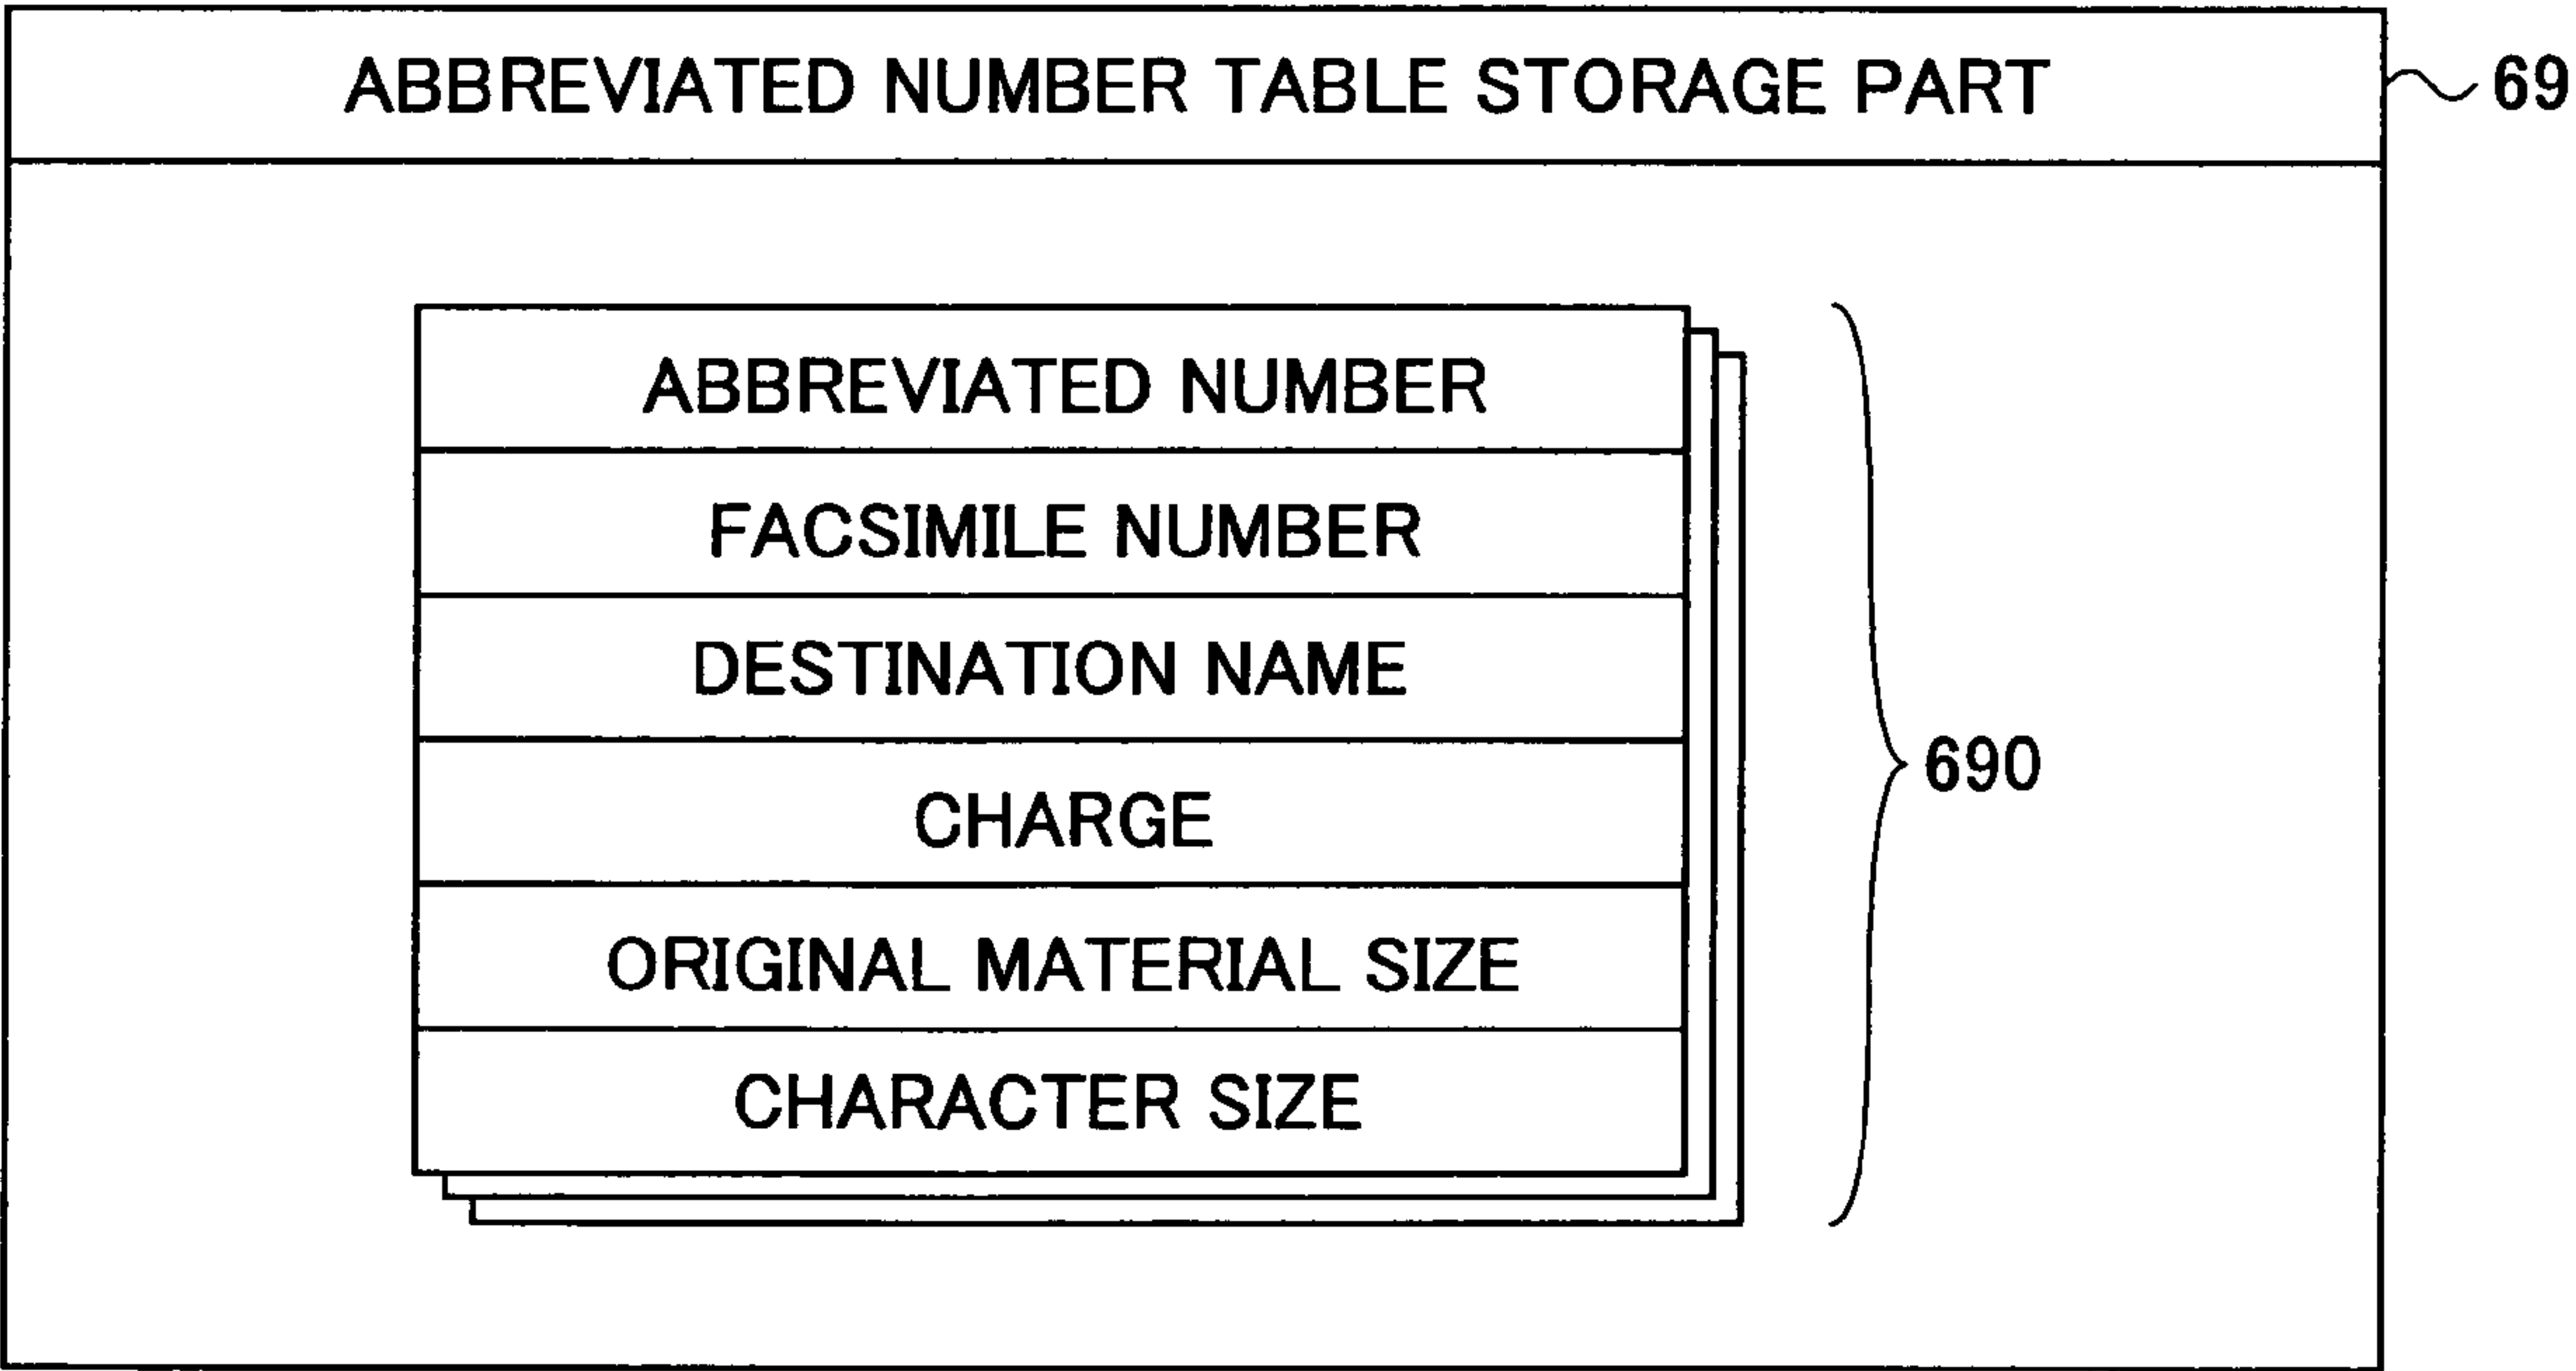 ABBREVIATED NUMBER TABLE STORAGE PART 69
ABBREVIATED NUMBER
FACSIMILE NUMBER
DESTINATION NAME
CHARGE
690
ORIGINAL MATERIAL SIZE
CHARACTER SIZE